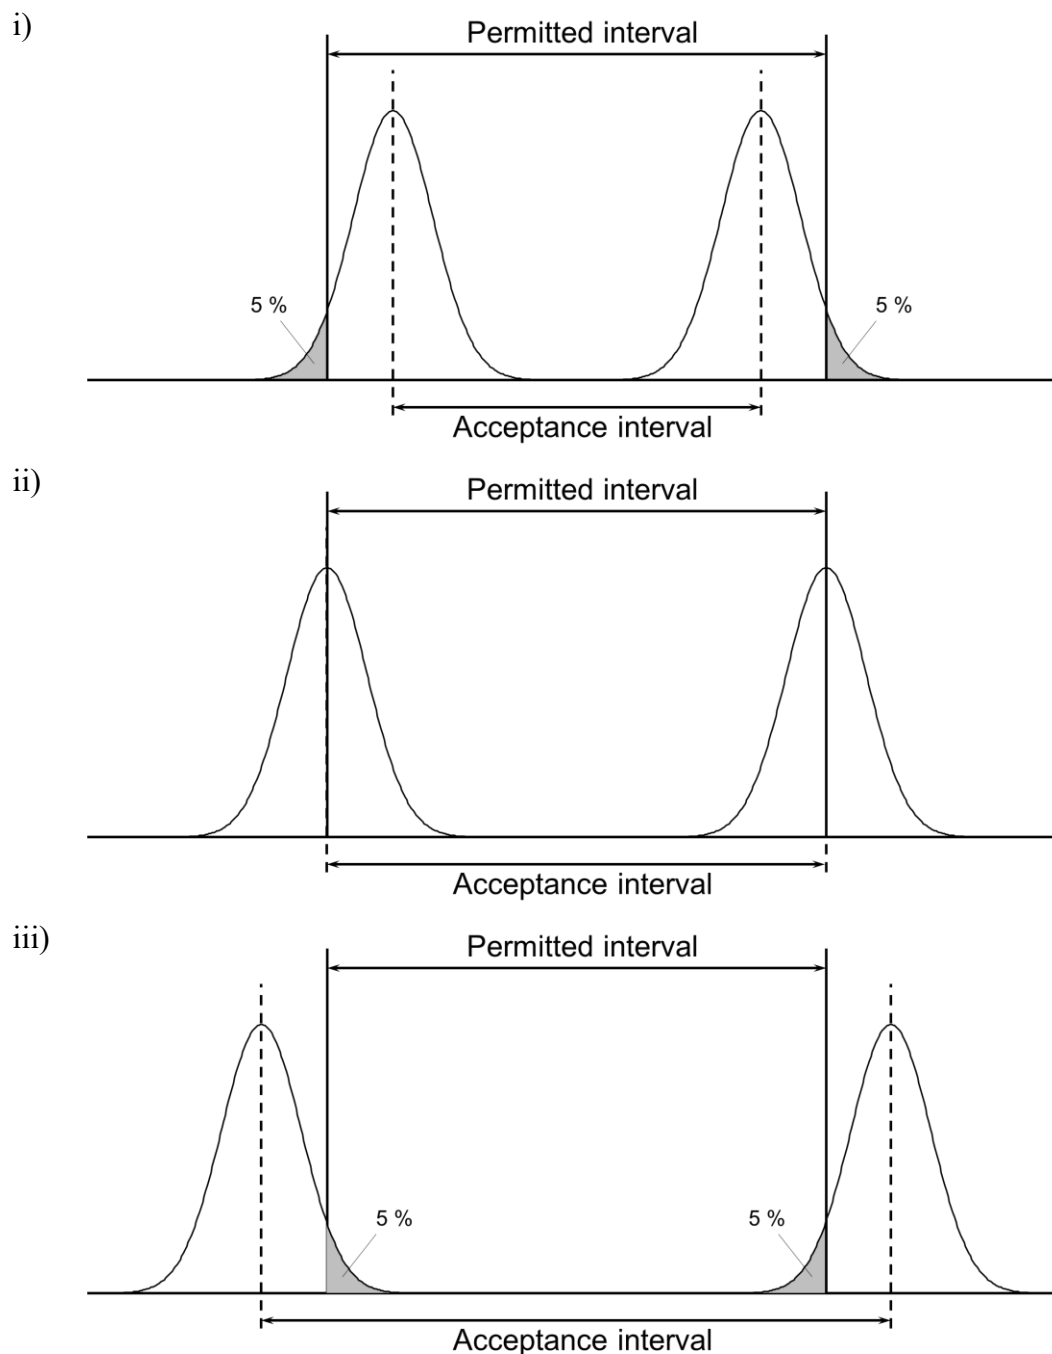 i)
Permitted interval
5 %
5 %
Acceptance interval
ii)
Permitted interval
Acceptance interval
iii)
Permitted interval
5 %
5 %
Acceptance interval